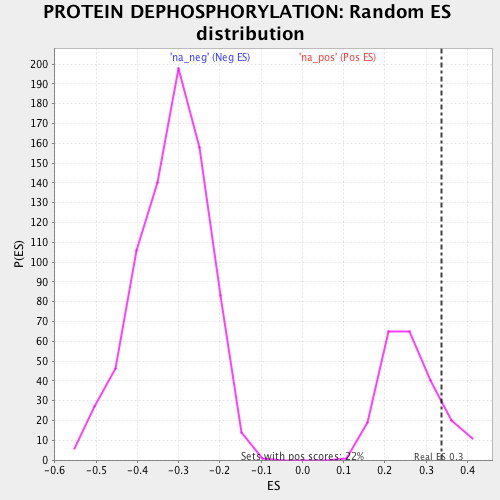 PROTEIN DEPHOSPHORYLATION: Random ES
distribution
'na_neg' (Neg ES) 'na_pos' (Pos ES)
200
190
180
170
160
150
140
130
120
110
100
90
80
70
60
50
40
30
20
10
0
P(ES)
Sets with pos scores: 22%
Real ES 0.3
-0.6 -0.5 -0.4 -0.3 -0.2 -0.1 0.0 0.1 0.2 0.3 0.4
ES